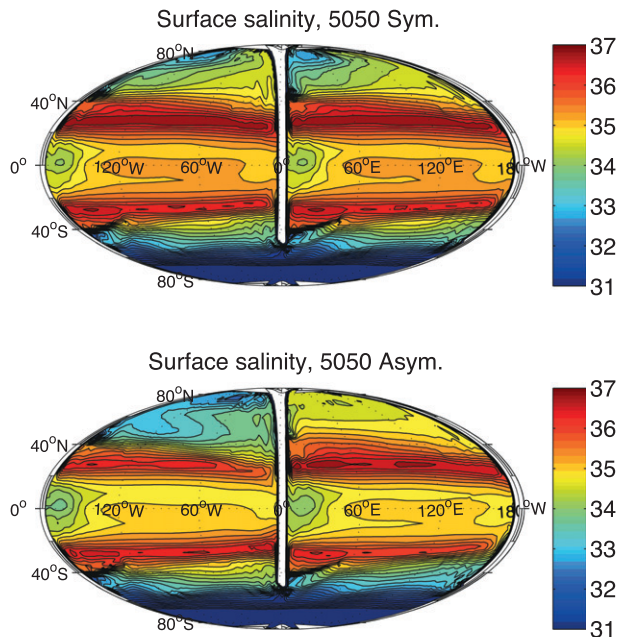 Surface salinity, 5050 Sym.
80°N
40°N
0°
120°W
60°W
0°
60°E
120°E
180°W
40°S
80°S
37
36
35
34
33
32
31
Surface salinity, 5050 Asym.
80°N
40°N
0°
120°W
60°W
0°
60°E
120°E
180°W
40°S
80°S
37
36
35
34
33
32
31